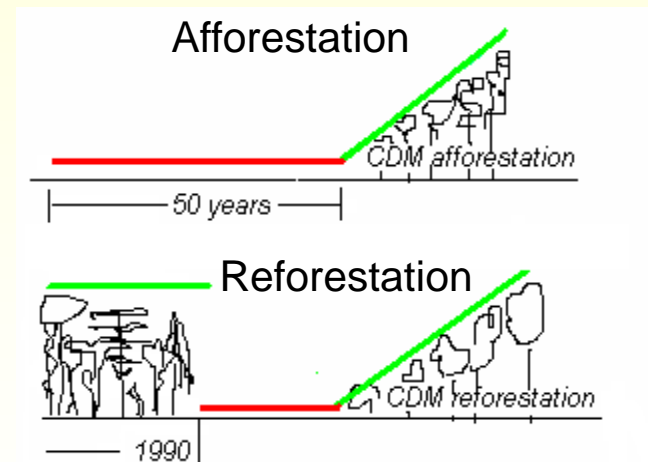 Afforestation
CDM afforestation
50 years
Reforestation
CDM reforestation
1990